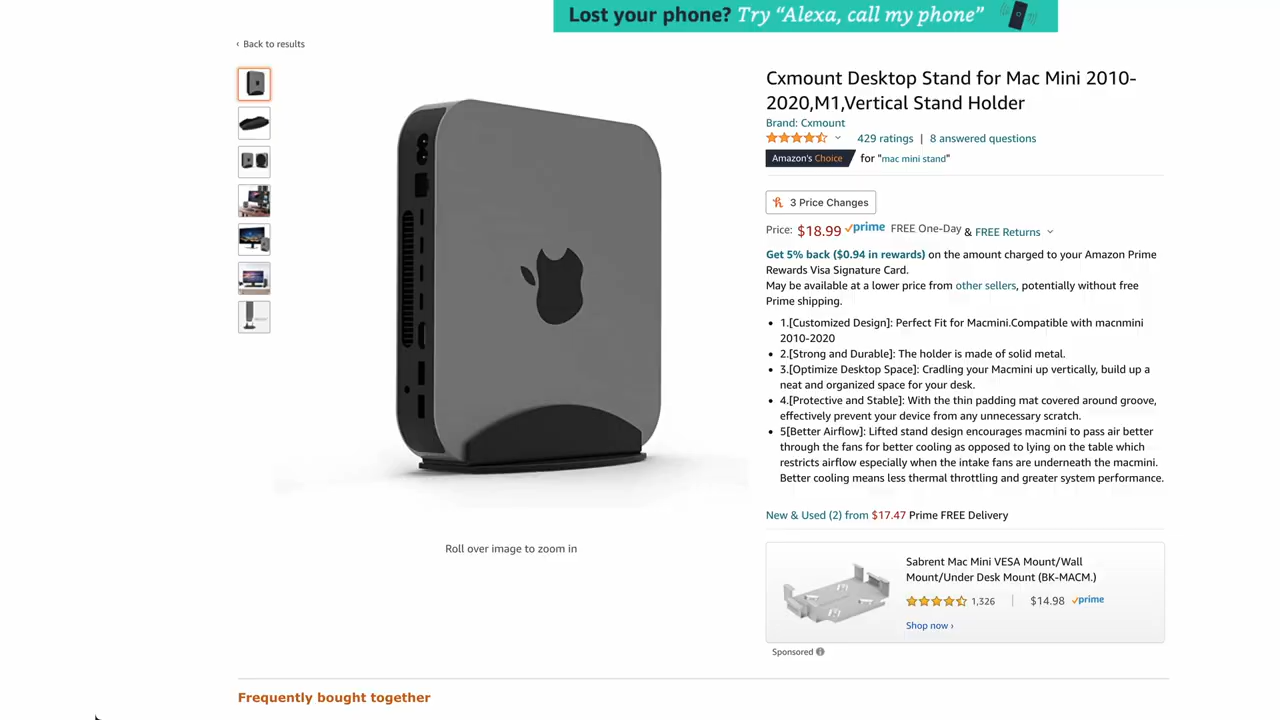 Lost your phone? Try “Alexa, call my phone”
‹ Back to results
Cxmount Desktop Stand for Mac Mini 2010-
2020,M1,Vertical Stand Holder
Brand: Cxmount
429 ratings | 8 answered questions
Amazon's Choice for "mac mini stand"
3 Price Changes
Price: $18.99 prime FREE One-Day & FREE Returns
Get 5% back ($0.94 in rewards) on the amount charged to your Amazon Prime
Rewards Visa Signature Card.
May be available at a lower price from other sellers, potentially without free
Prime shipping.
• 1.[Customized Design]: Perfect Fit for Macmini.Compatible with macnmini
2010-2020
• 2.[Strong and Durable]: The holder is made of solid metal.
• 3.[Optimize Desktop Space]: Cradling your Macmini up vertically, build up a
neat and organized space for your desk.
• 4.[Protective and Stable]: With the thin padding mat covered around groove,
effectively prevent your device from any unnecessary scratch.
• 5[Better Airflow]: Lifted stand design encourages macmini to pass air better
through the fans for better cooling as opposed to lying on the table which
restricts airflow especially when the intake fans are underneath the macmini.
Better cooling means less thermal throttling and greater system performance.
New & Used (2) from $17.47 Prime FREE Delivery
Roll over image to zoom in
Sabrent Mac Mini VESA Mount/Wall
Mount/Under Desk Mount (BK-MACM.)
1,326 | $14.98 prime
Shop now ›
Sponsored
Frequently bought together